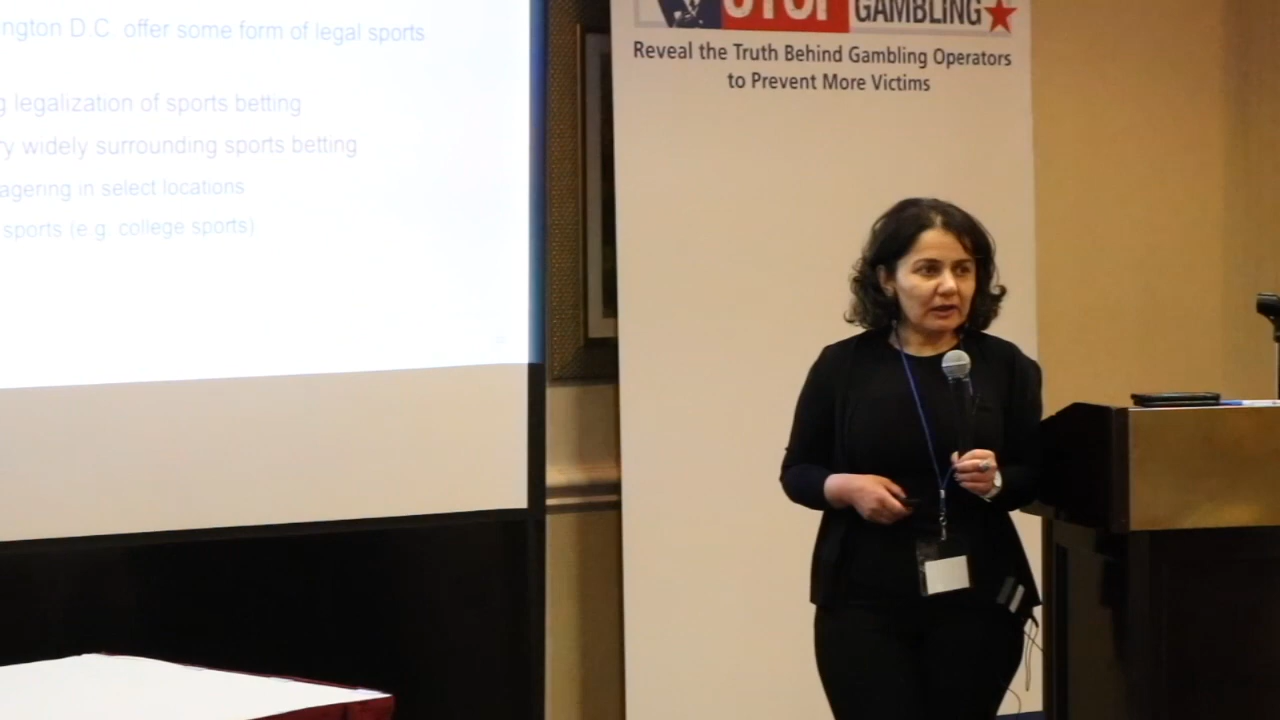 ngton D.C. offer some form of legal sports
g legalization of sports betting
ry widely surrounding sports betting
agering in select locations
sports (e.g. college sports)
STOP
GAMBLING
Reveal the Truth Behind Gambling Operators
to Prevent More Victims